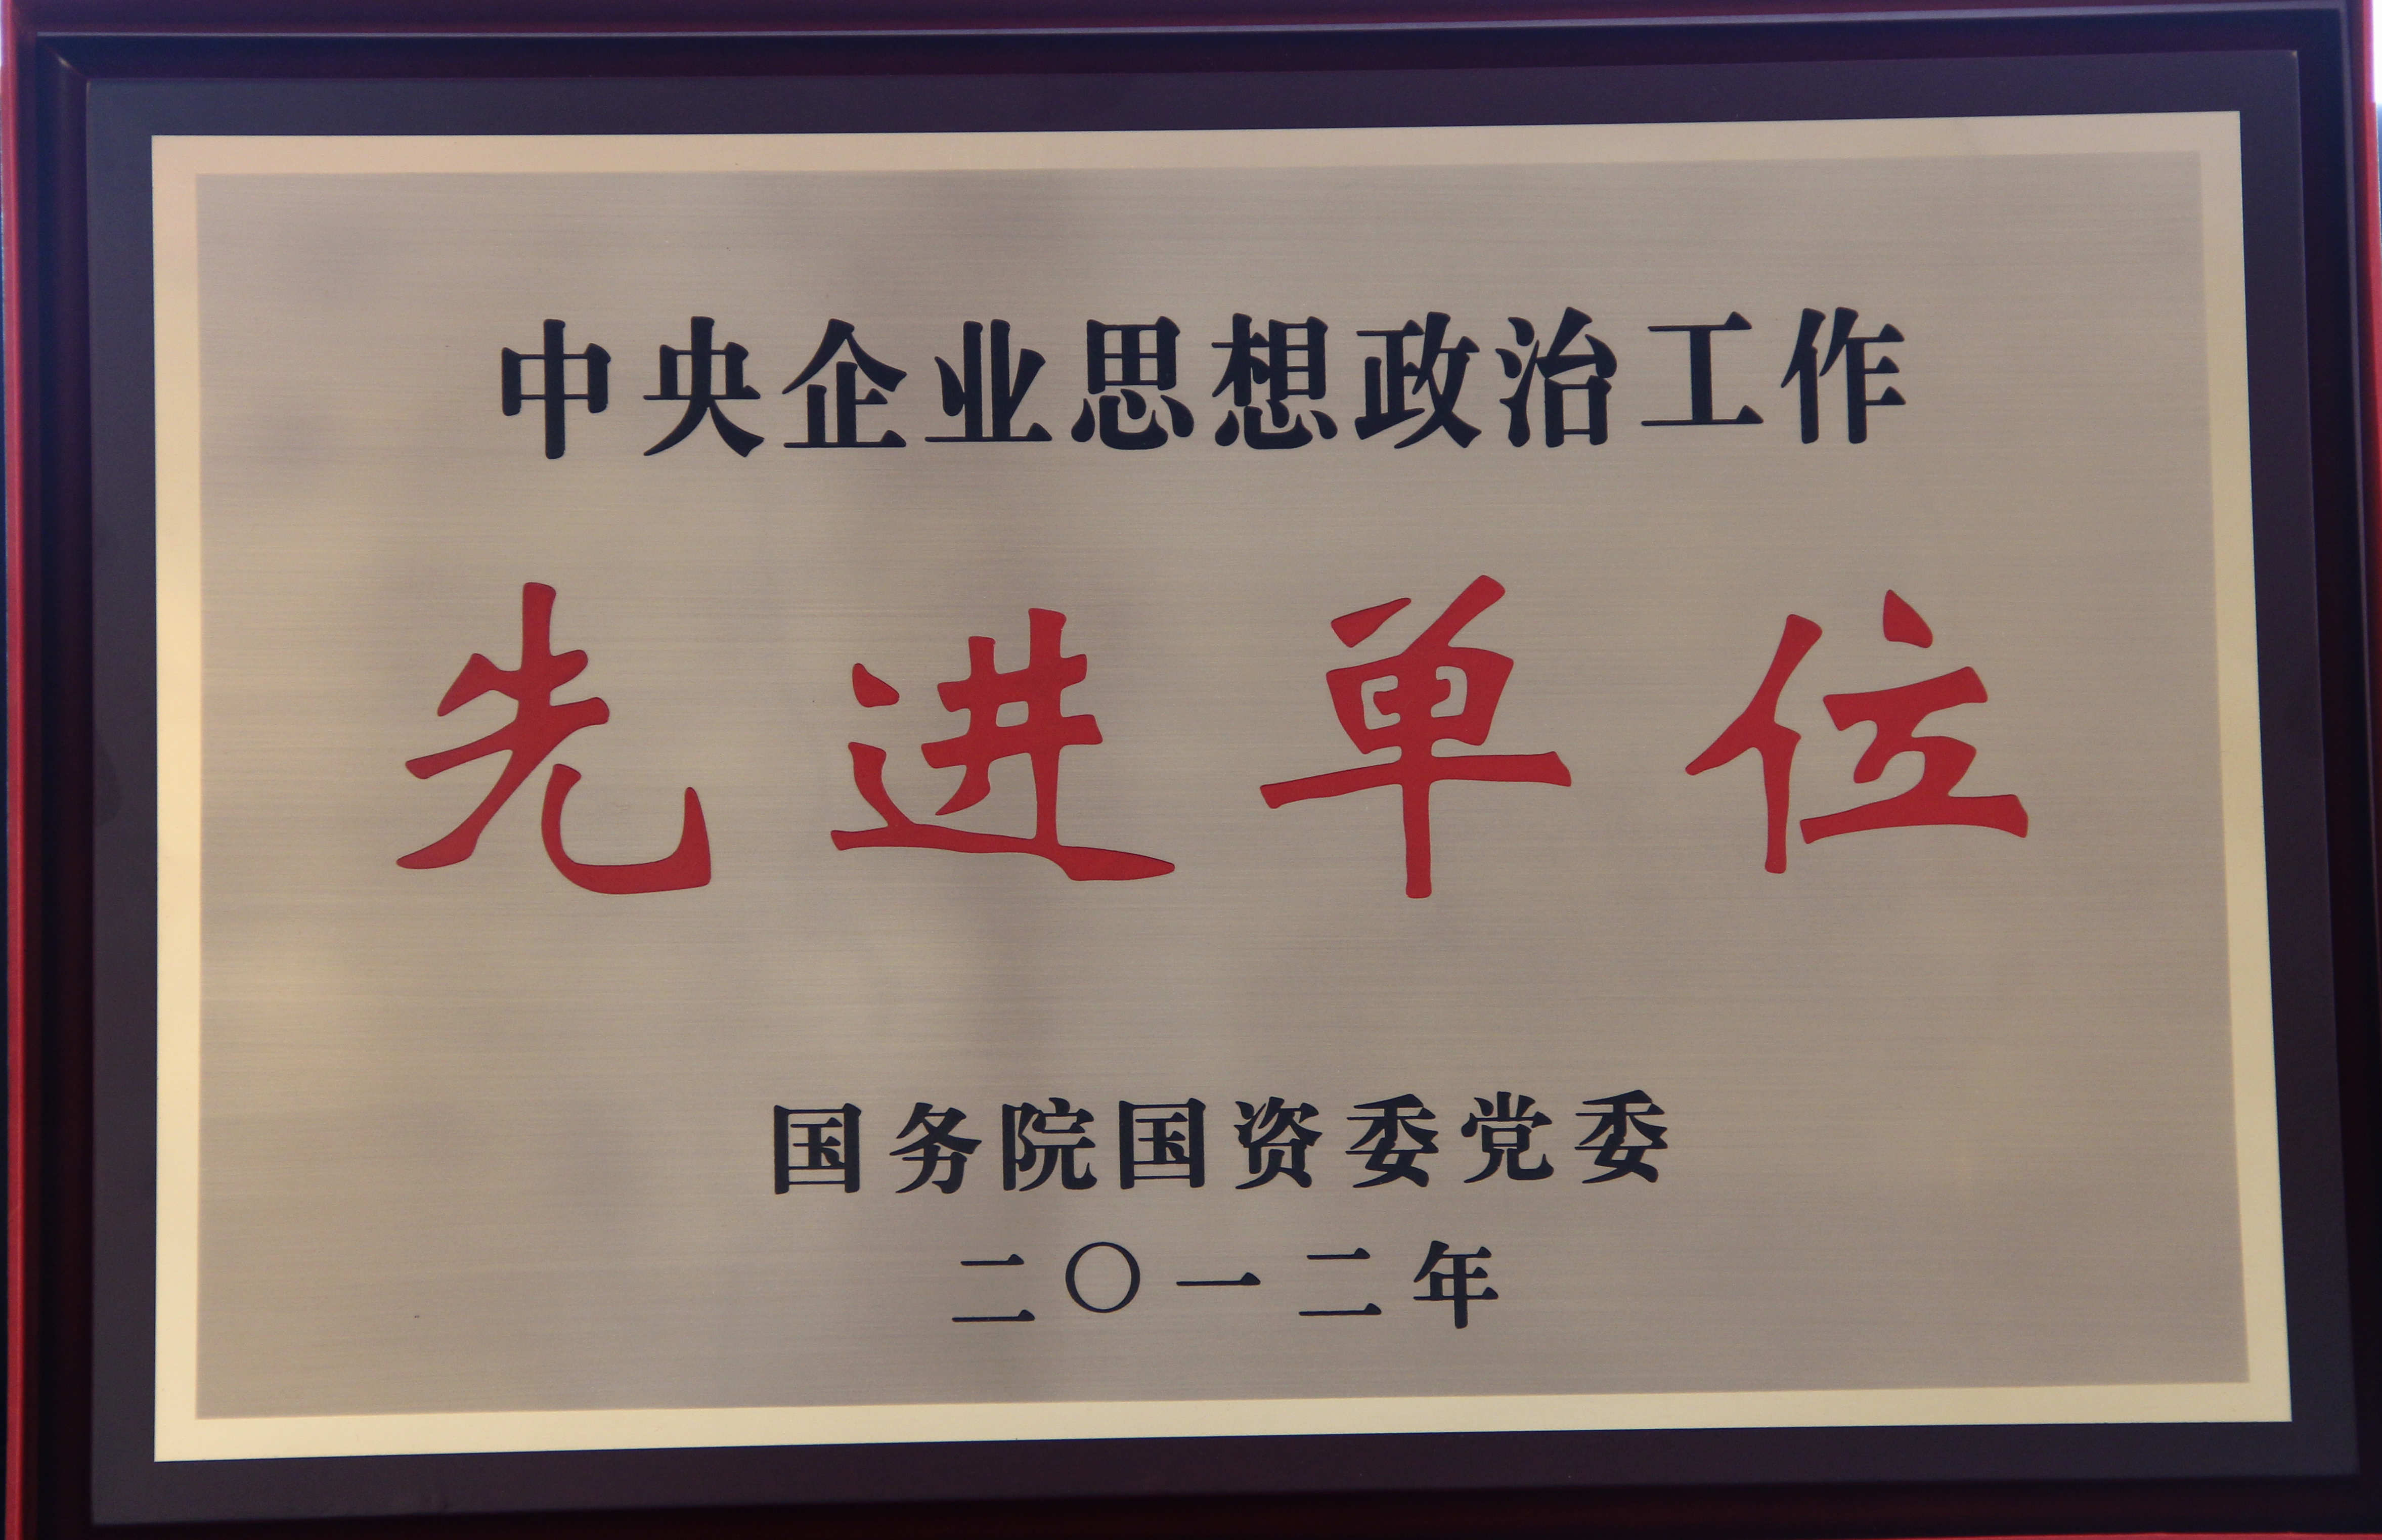 中央企业思想政治工作
先进单位
国务院国资委党委
二〇一二年